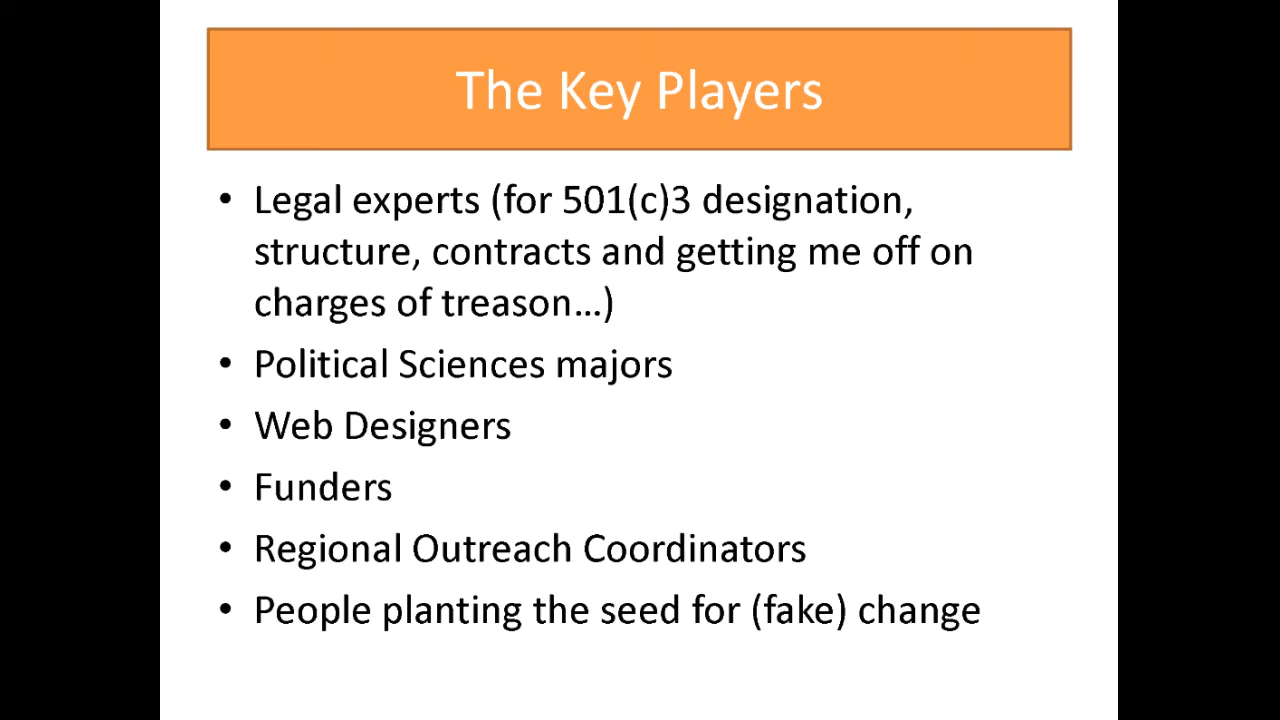 The Key Players
• Legal experts (for 501(c)3 designation,
structure, contracts and getting me off on
charges of treason…)
• Political Sciences majors
• Web Designers
• Funders
• Regional Outreach Coordinators
• People planting the seed for (fake) change